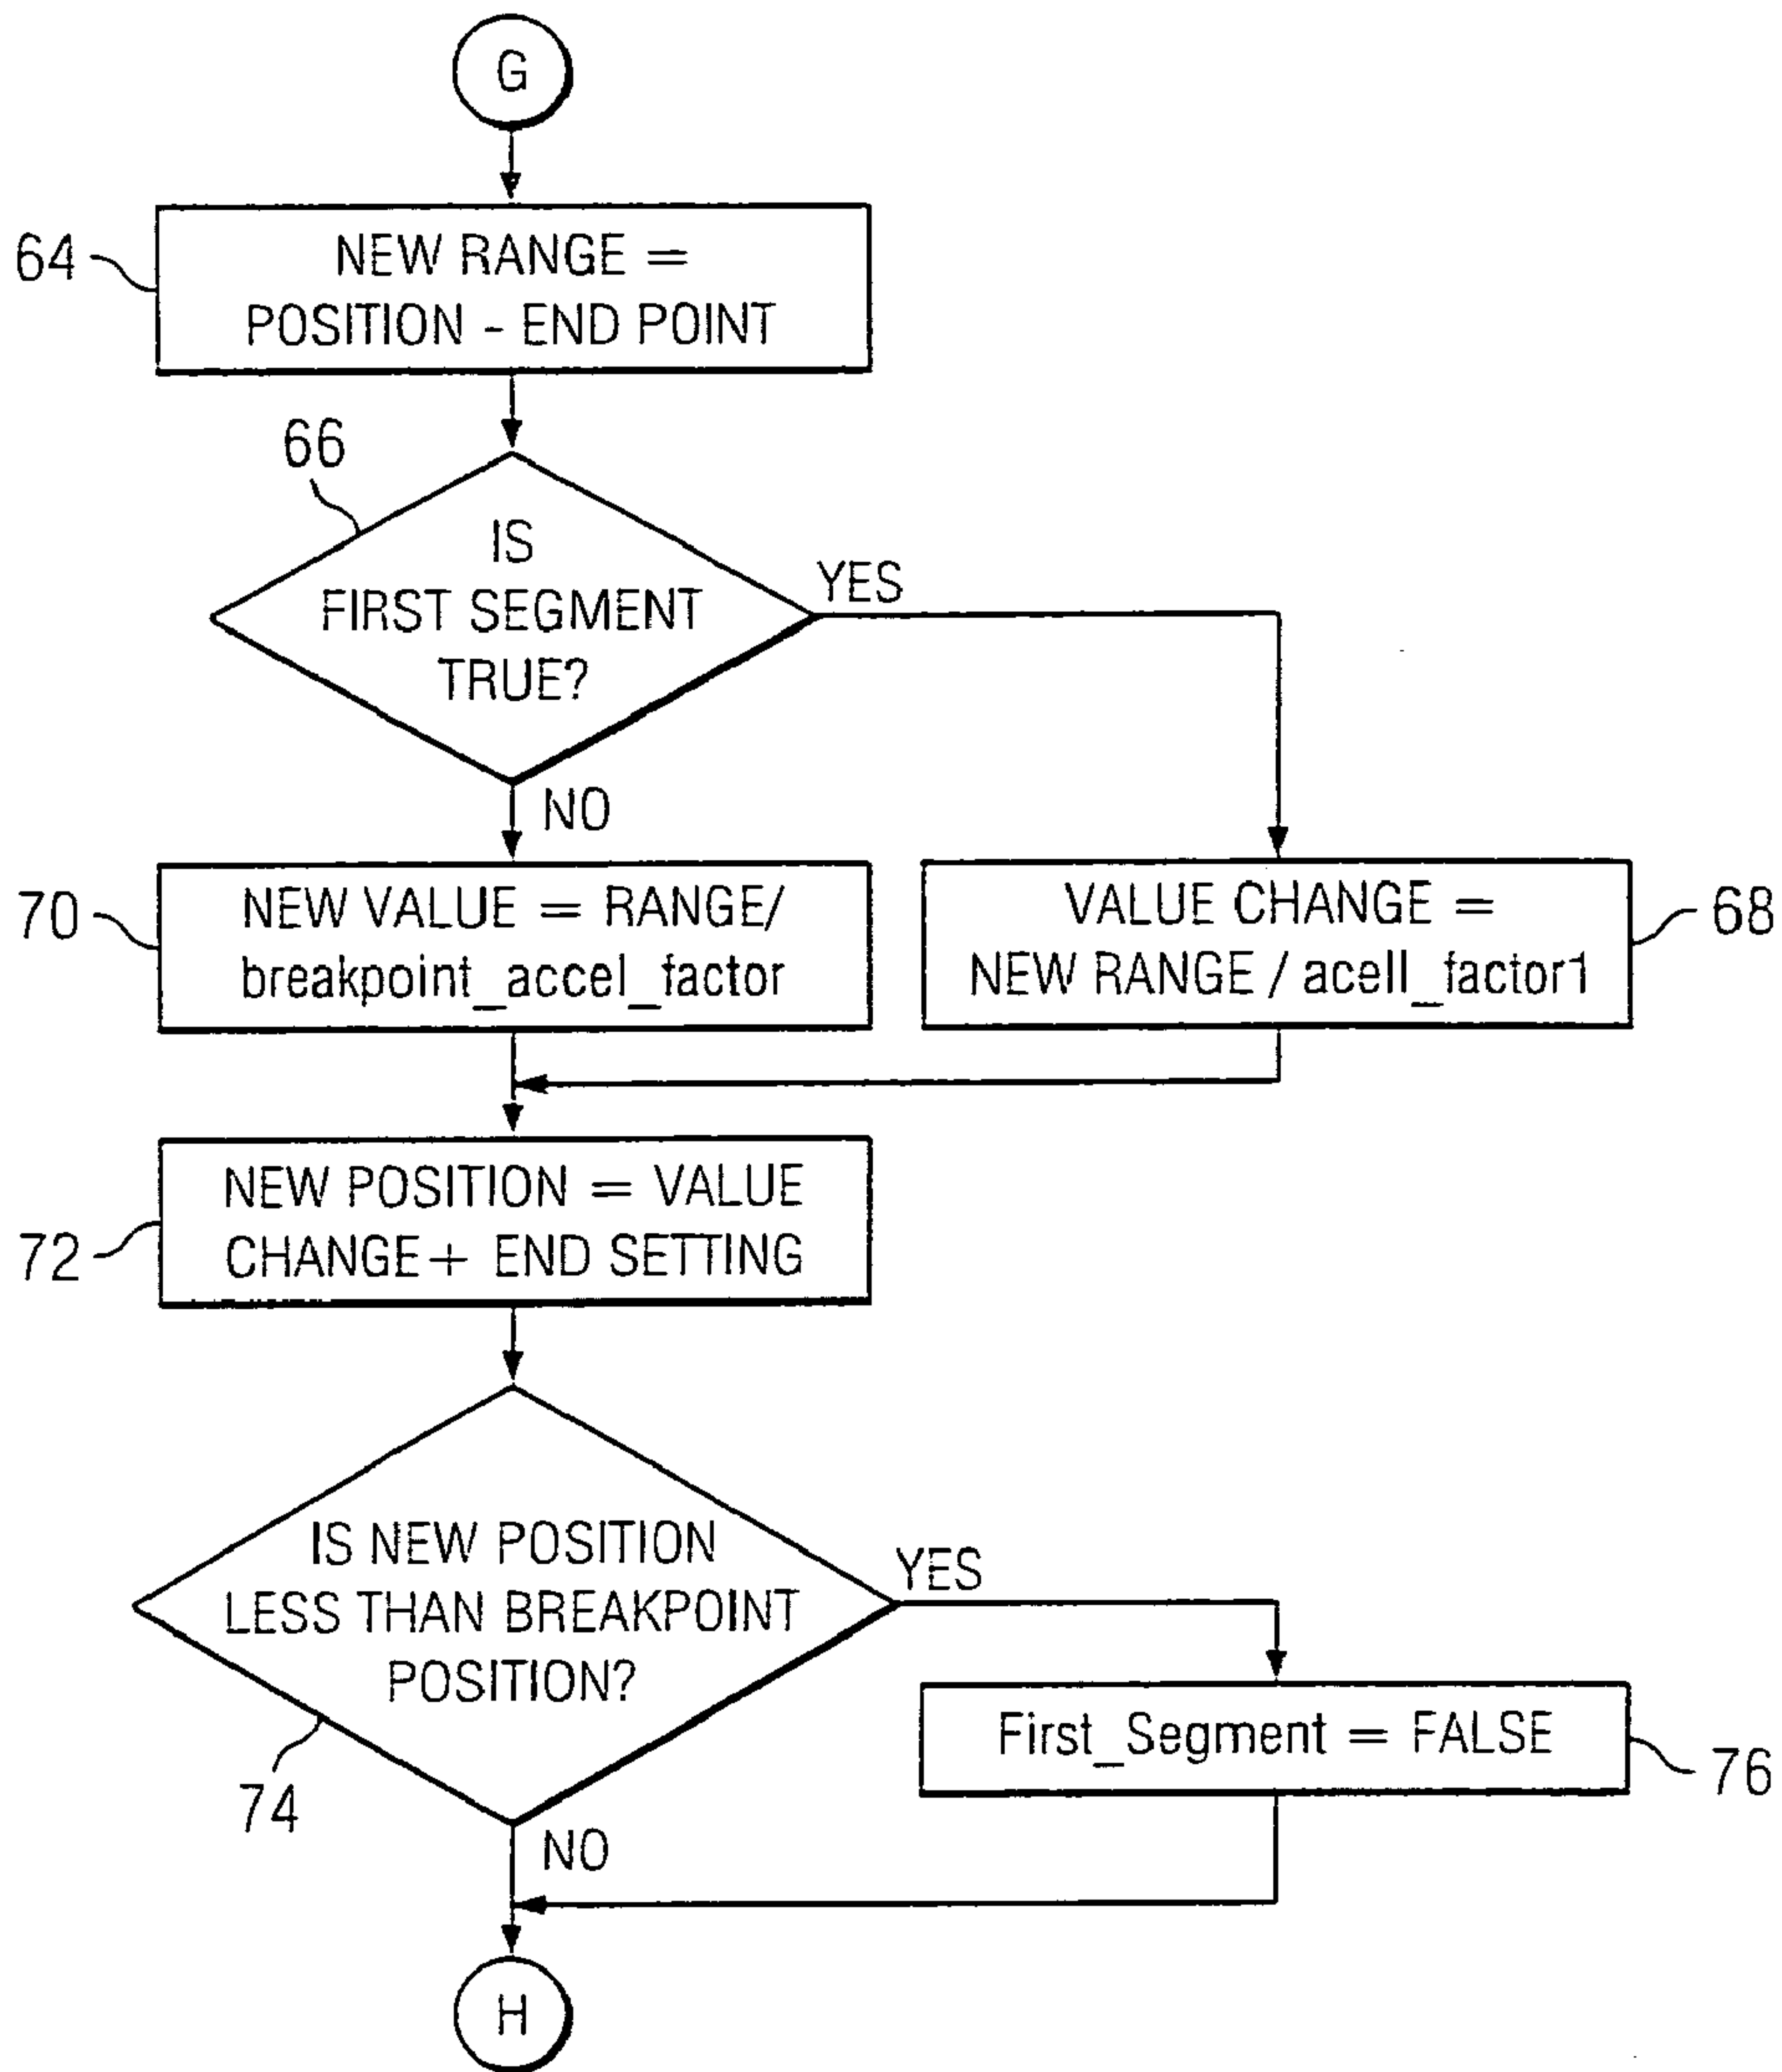 G
64
NEW RANGE =
POSITION - END POINT
66
IS
FIRST SEGMENT
TRUE?
YES
NO
70
NEW VALUE = RANGE/
breakpoint_accel_factor
VALUE CHANGE =
NEW RANGE / acell_factor1
68
72
NEW POSITION = VALUE
CHANGE+ END SETTING
IS NEW POSITION
LESS THAN BREAKPOINT
POSITION?
YES
74
NO
First_Segment = FALSE
76
H